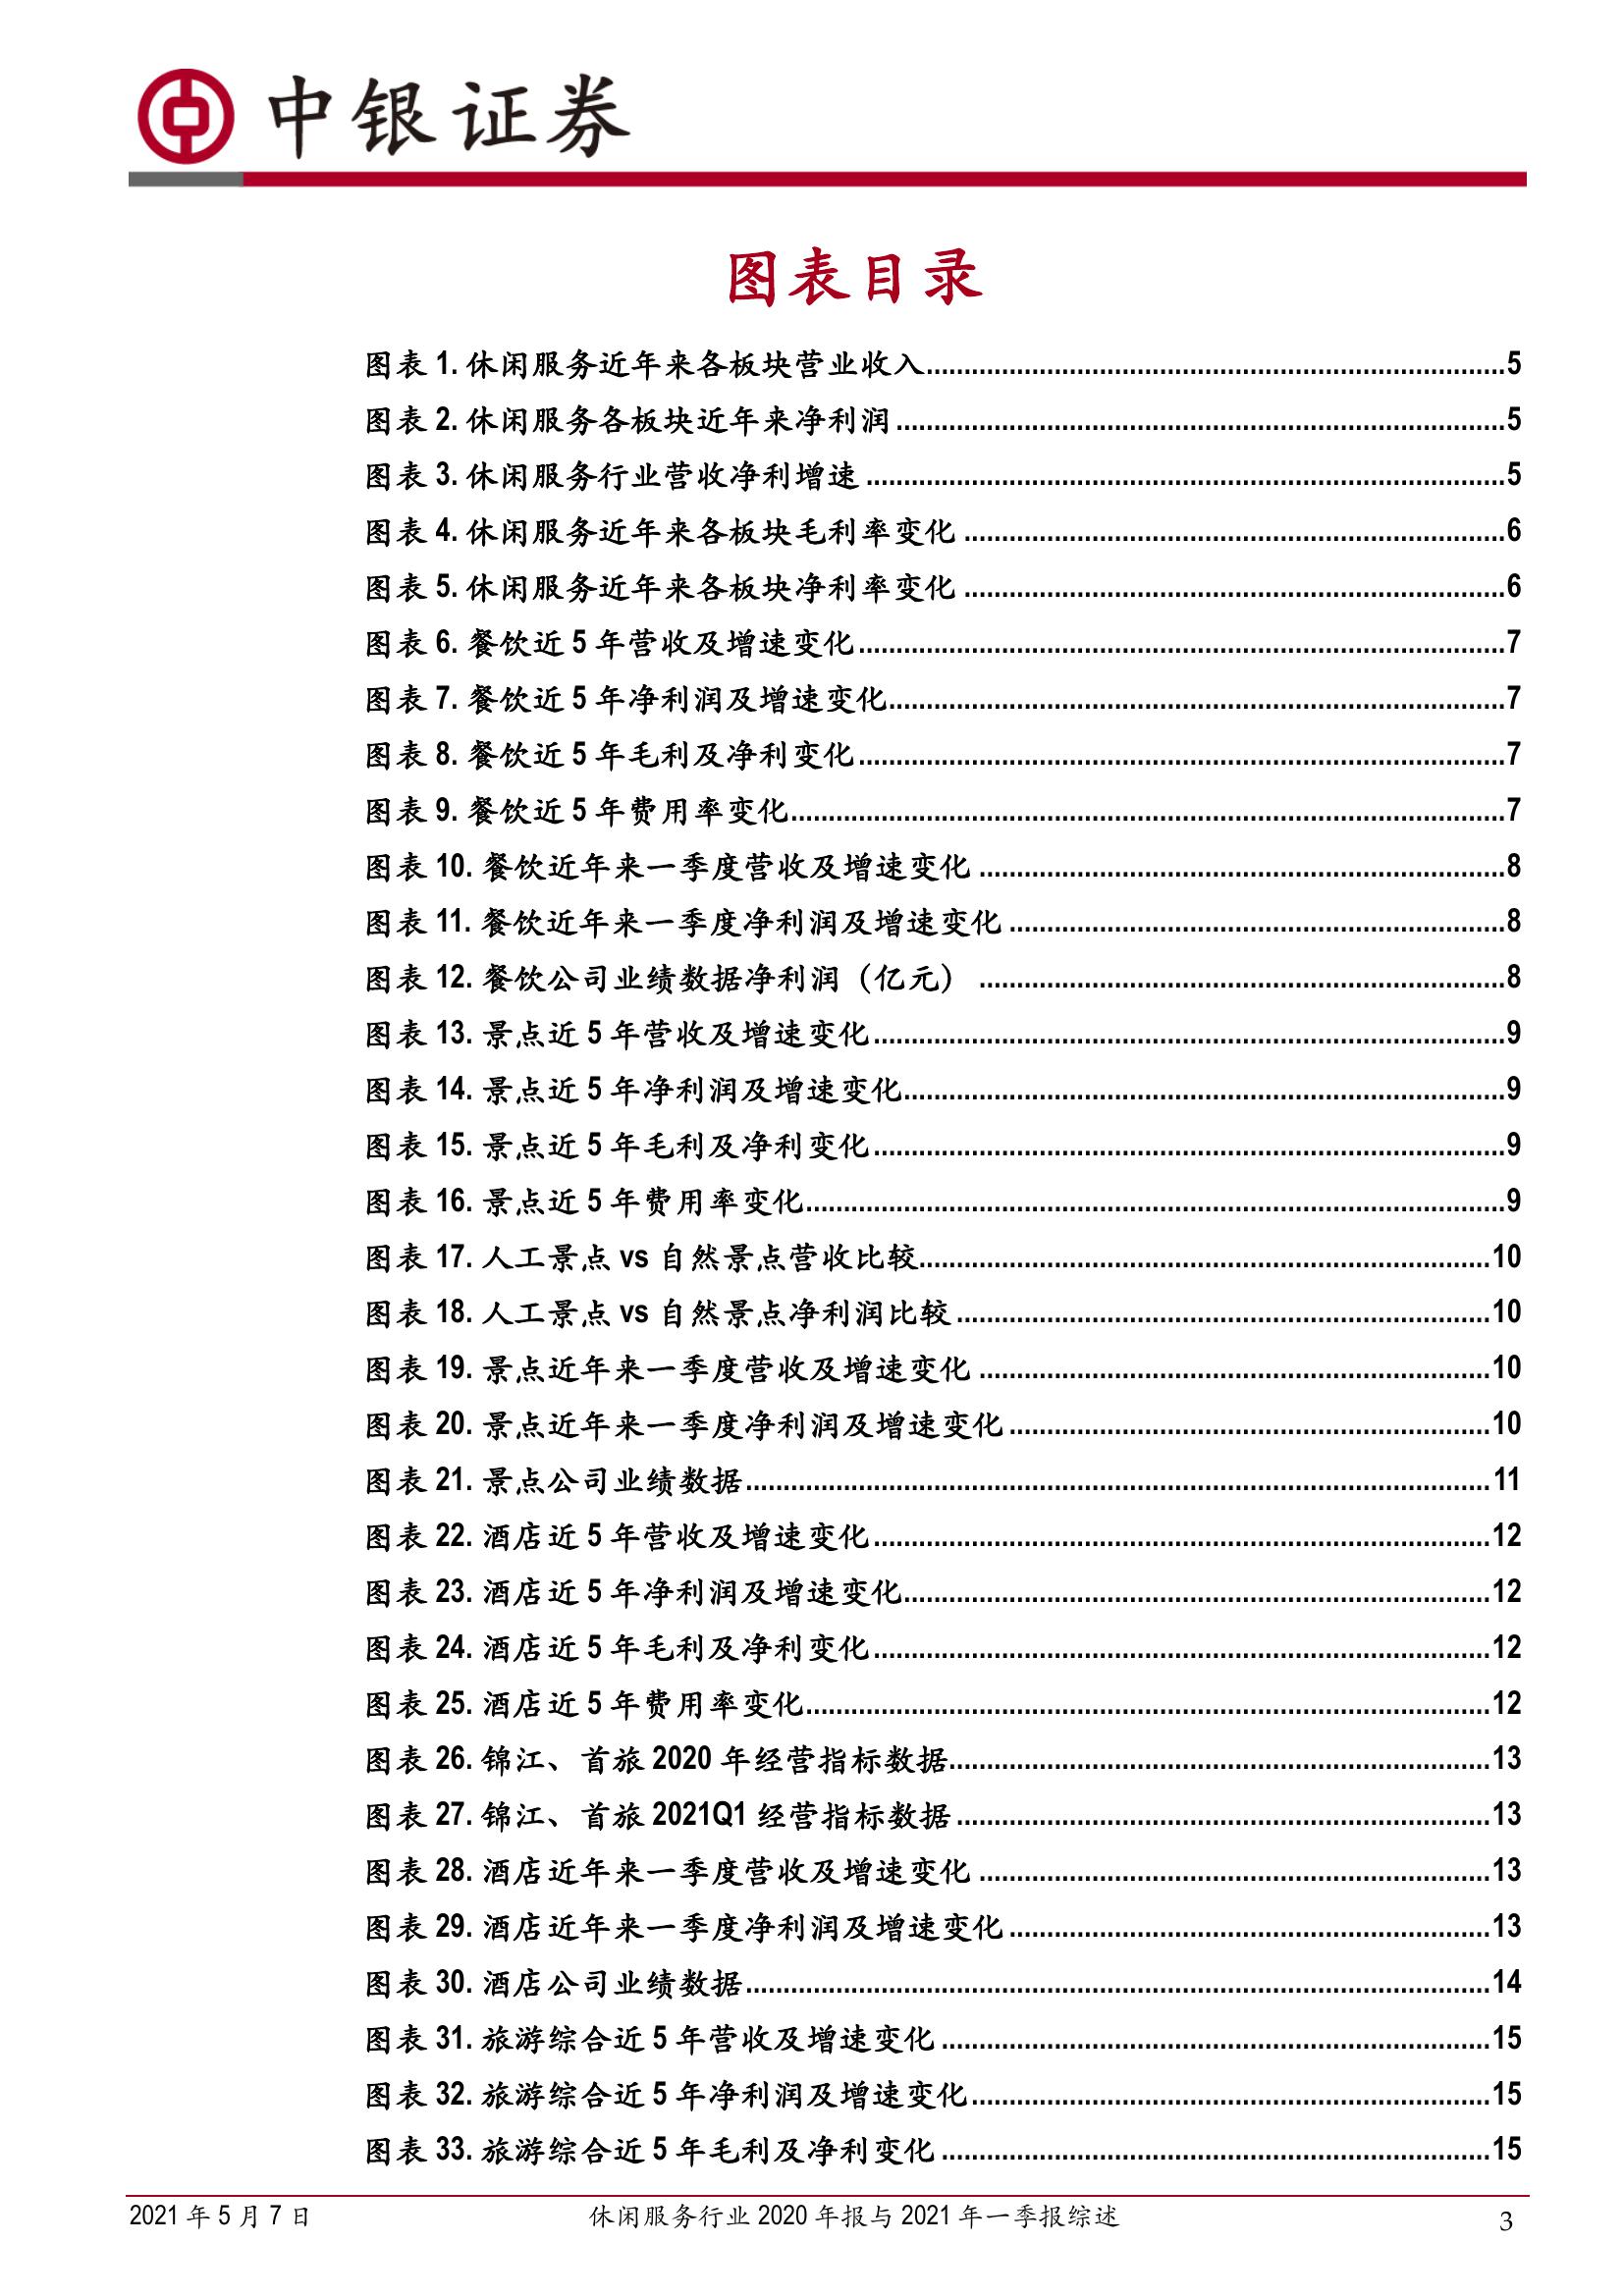 中银证券
图表目录
图表 1. 休闲服务近年来各板块营业收入........5
图表 2. 休闲服务各板块近年来净利润........5
图表 3. 休闲服务行业营收净利增速........5
图表 4. 休闲服务近年来各板块毛利率变化........6
图表 5. 休闲服务近年来各板块净利率变化........6
图表 6. 餐饮近 5 年营收及增速变化........7
图表 7. 餐饮近 5 年净利润及增速变化........7
图表 8. 餐饮近 5 年毛利及净利变化........7
图表 9. 餐饮近 5 年费用率变化........7
图表 10. 餐饮近年来一季度营收及增速变化........8
图表 11. 餐饮近年来一季度净利润及增速变化........8
图表 12. 餐饮公司业绩数据净利润（亿元）........8
图表 13. 景点近 5 年营收及增速变化........9
图表 14. 景点近 5 年净利润及增速变化........9
图表 15. 景点近 5 年毛利及净利变化........9
图表 16. 景点近 5 年费用率变化........9
图表 17. 人工景点 vs 自然景点营收比较........10
图表 18. 人工景点 vs 自然景点净利润比较........10
图表 19. 景点近年来一季度营收及增速变化........10
图表 20. 景点近年来一季度净利润及增速变化........10
图表 21. 景点公司业绩数据........11
图表 22. 酒店近 5 年营收及增速变化........12
图表 23. 酒店近 5 年净利润及增速变化........12
图表 24. 酒店近 5 年毛利及净利变化........12
图表 25. 酒店近 5 年费用率变化........12
图表 26. 锦江、首旅 2020 年经营指标数据........13
图表 27. 锦江、首旅 2021Q1 经营指标数据........13
图表 28. 酒店近年来一季度营收及增速变化........13
图表 29. 酒店近年来一季度净利润及增速变化........13
图表 30. 酒店公司业绩数据........14
图表 31. 旅游综合近 5 年营收及增速变化........15
图表 32. 旅游综合近 5 年净利润及增速变化........15
图表 33. 旅游综合近 5 年毛利及净利变化........15
2021 年 5 月 7 日 休闲服务行业 2020 年报与 2021 年一季报综述 3